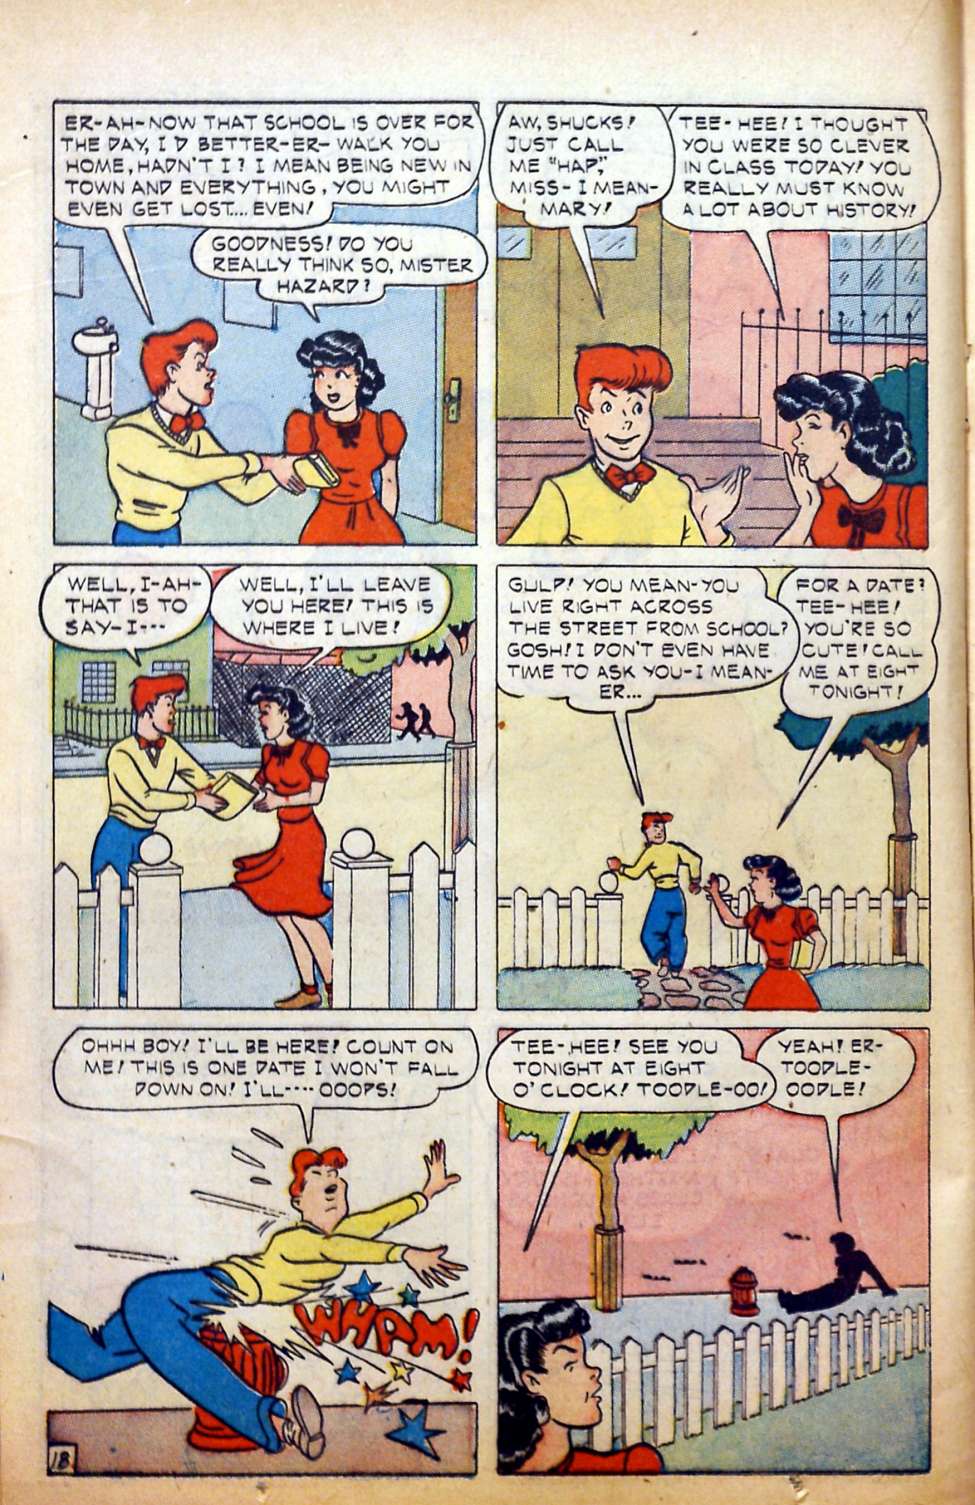 ER-AH-NOW THAT SCHOOL IS OVER FOR
THE DAY, I'D BETTER-ER-WALK YOU
HOME, HADN'T I? I MEAN BEING NEW IN
TOWN AND EVERYTHING, YOU MIGHT
EVEN GET LOST.... EVEN!
GOODNESS! DO YOU
REALLY THINK SO, MISTER
HAZARD?
AW, SHUCKS!
JUST CALL
ME "HAP",
MISS-I MEAN-
MARY!
TEE-HEE! I THOUGHT
YOU WERE SO CLEVER
IN CLASS TODAY! YOU
REALLY MUST KNOW
A LOT ABOUT HISTORY!
WELL, I-AH-
THAT IS TO
SAY-I---
WELL, I'LL LEAVE
YOU HERE! THIS IS
WHERE I LIVE!
GULP! YOU MEAN-YOU
LIVE RIGHT ACROSS
THE STREET FROM SCHOOL?
GOSH! I DON'T EVEN HAVE
TIME TO ASK YOU-I MEAN-
ER...
FOR A DATE?
TEE-HEE!
YOU'RE SO
CUTE! CALL
ME AT EIGHT
TONIGHT!
OHHH BOY! I'LL BE HERE! COUNT ON
ME! THIS IS ONE DATE I WON'T FALL
DOWN ON! I'LL---- OOOPS!
WHAM!
18
TEE-HEE! SEE YOU
TONIGHT AT EIGHT
O'CLOCK! TOODLE-OO!
YEAH! ER-
TOODLE-
OODLE!